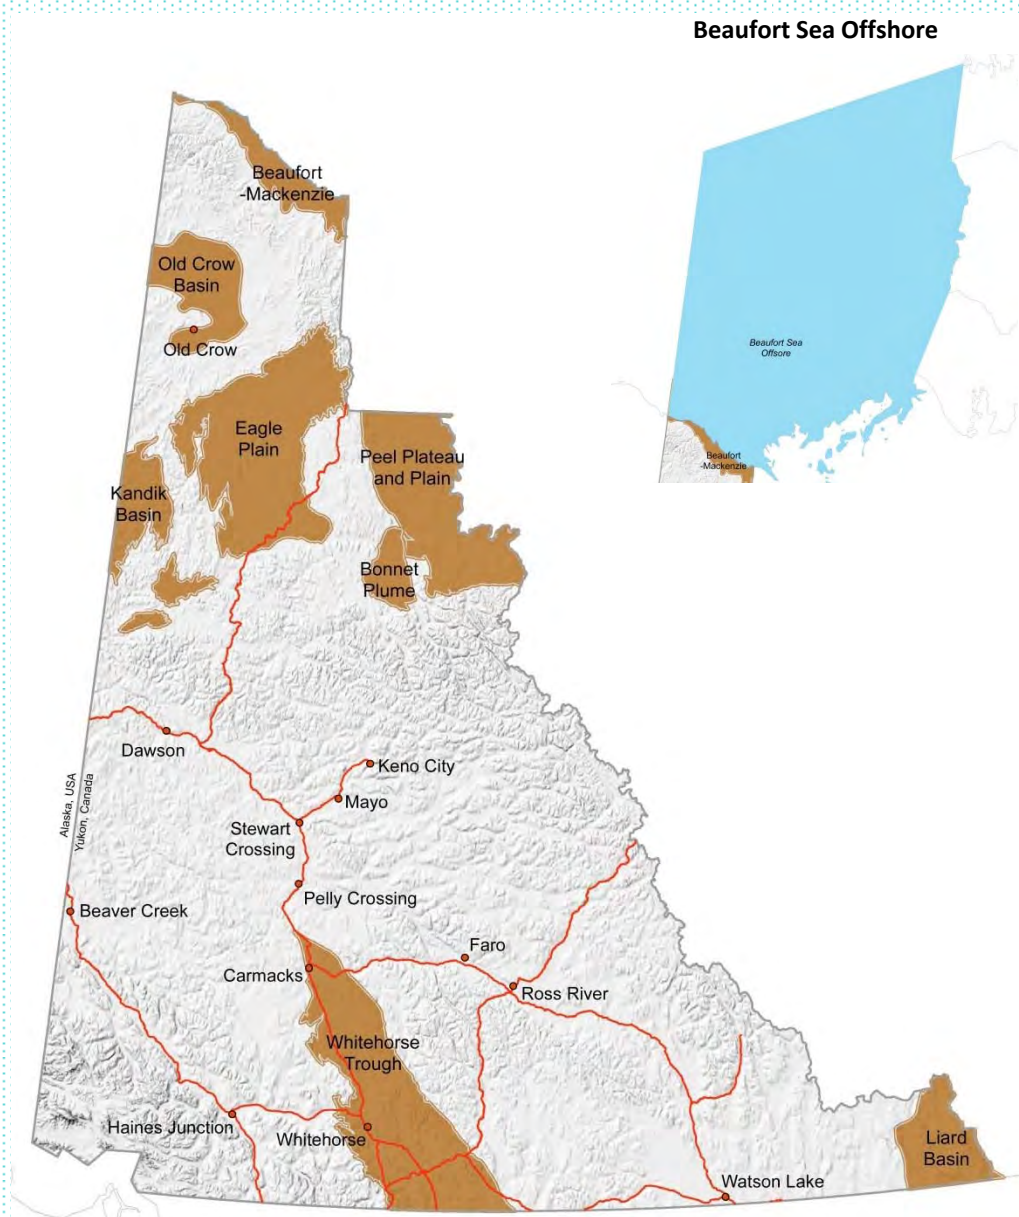 Beaufort Sea Offshore
Beaufort
-Mackenzie
Old Crow
Basin
Old Crow
Beaufort Sea
Offsore
Eagle
Plain
Peel Plateau
and Plain
Beaufort
-Mackenzie
Kandik
Basin
Bonnet
Plume
Dawson
Keno City
Mayo
Alaska, USA
Yukon, Canada
Stewart
Crossing
Pelly Crossing
Beaver Creek
Faro
Carmacks
Ross River
Whitehorse
Trough
Haines Junction
Whitehorse
Liard
Basin
Watson Lake